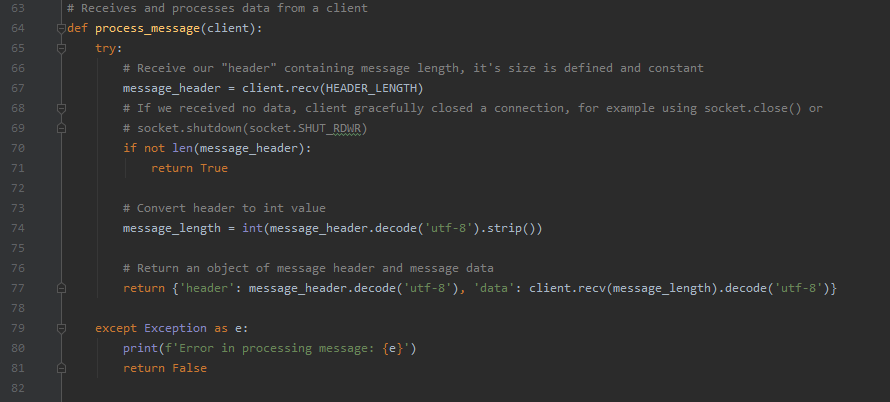 63 # Receives and processes data from a client
64 def process_message(client):
65     try:
66         # Receive our "header" containing message length, it's size is defined and constant
67         message_header = client.recv(HEADER_LENGTH)
68         # If we received no data, client gracefully closed a connection, for example using socket.close() or
69         # socket.shutdown(socket.SHUT_RDWR)
70         if not len(message_header):
71             return True
72
73         # Convert header to int value
74         message_length = int(message_header.decode('utf-8').strip())
75
76         # Return an object of message header and message data
77         return {'header': message_header.decode('utf-8'), 'data': client.recv(message_length).decode('utf-8')}
78
79     except Exception as e:
80         print(f'Error in processing message: {e}')
81         return False
82